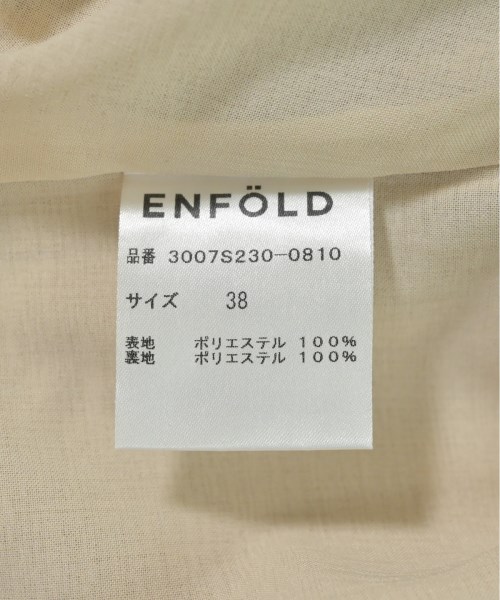 ENFÖLD
品番 3007S230-0810
サイズ 38
表地 ポリエステル 100%
裏地 ポリエステル 100%